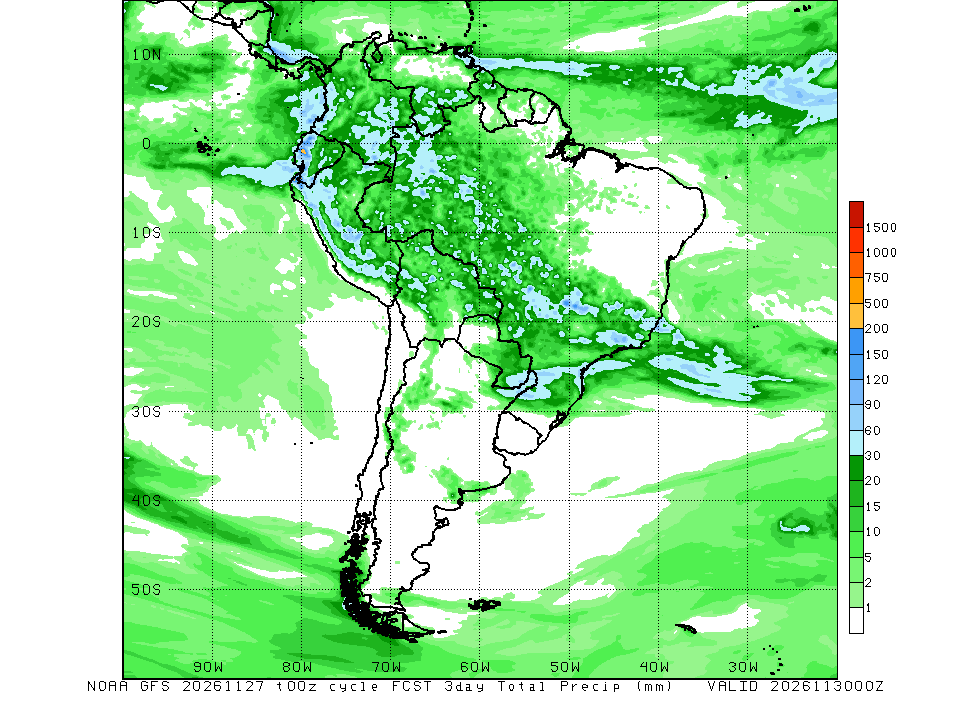 10N
0
10S
20S
30S
40S
50S
90W 80W 70W 60W 50W 40W 30W
1500
1000
750
500
200
150
120
90
60
30
20
15
10
5
2
1
NOAA GFS 20261127 t00z cycle FCST 3day Total Precip (mm) VALID 2026113000Z